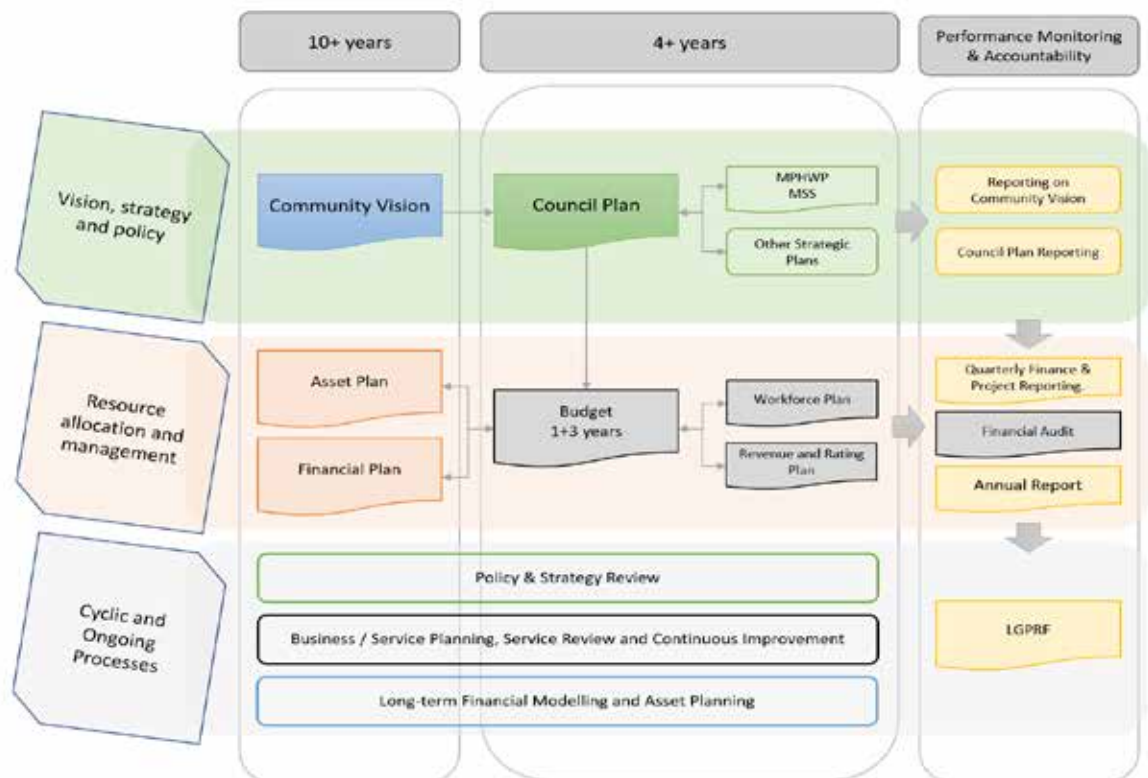 10+ years
4+ years
Performance Monitoring
& Accountability
Vision, strategy
and policy
Community Vision
Council Plan
MPHWP
MSS
Other Strategic
Plans
Reporting on
Community Vision
Council Plan Reporting
Resource
allocation and
management
Asset Plan
Financial Plan
Budget
1+3 years
Workforce Plan
Revenue and Rating
Plan
Quarterly Finance &
Project Reporting.
Financial Audit
Annual Report
Cyclic and
Ongoing
Processes
Policy & Strategy Review
Business / Service Planning, Service Review and Continuous Improvement
Long-term Financial Modelling and Asset Planning
LGPRF